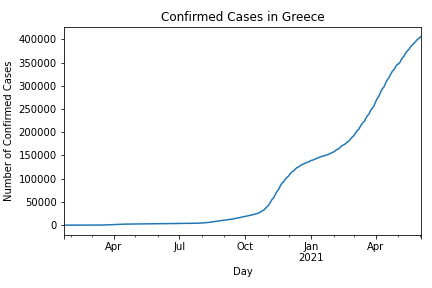 Confirmed Cases in Greece
400000
350000
300000
250000
200000
150000
100000
50000
0
Number of Confirmed Cases
Apr
Jul
Oct
Jan
2021
Apr
Day